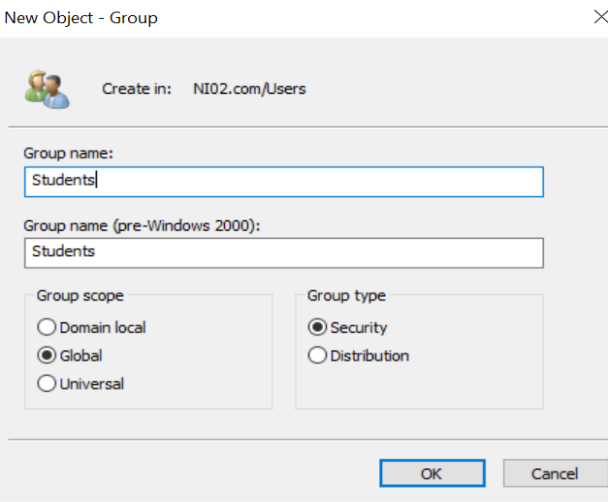 New Object - Group
Create in: NI02.com/Users
Group name:
Students
Group name (pre-Windows 2000):
Students
Group scope
Group type
Domain local
Security
Global
Distribution
Universal
OK
Cancel